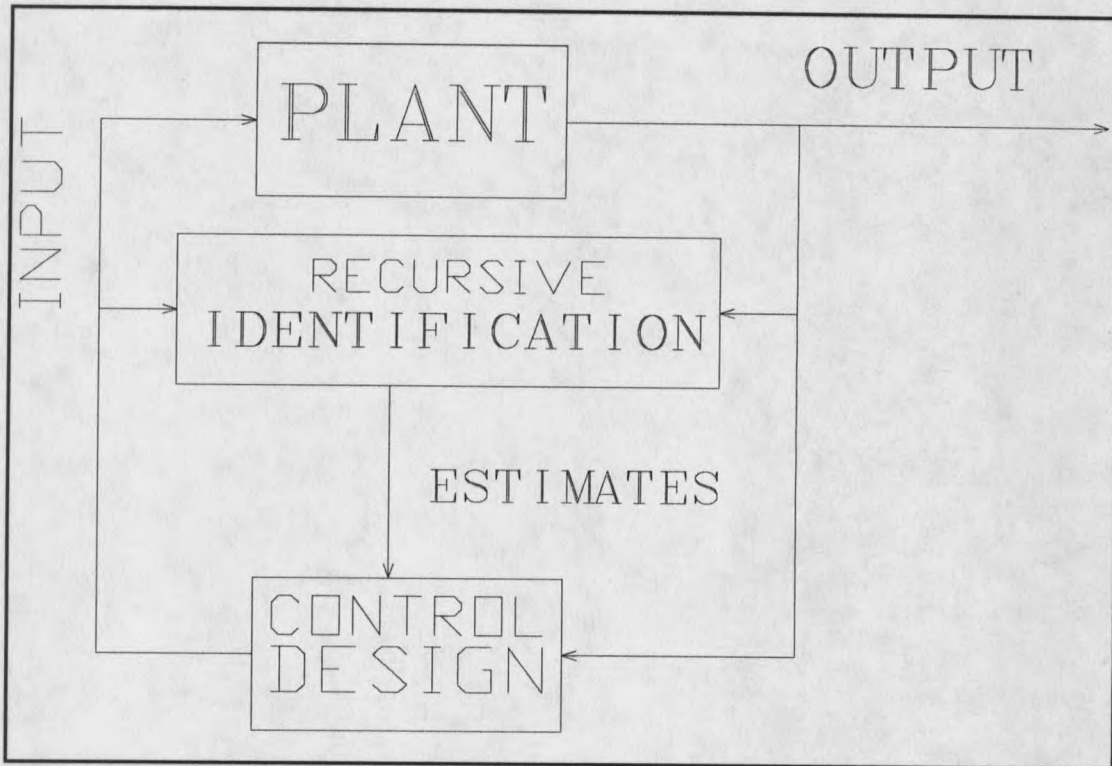 OUTPUT
PLANT
INPUT
RECURSIVE
IDENTIFICATION
ESTIMATES
CONTROL
DESIGN